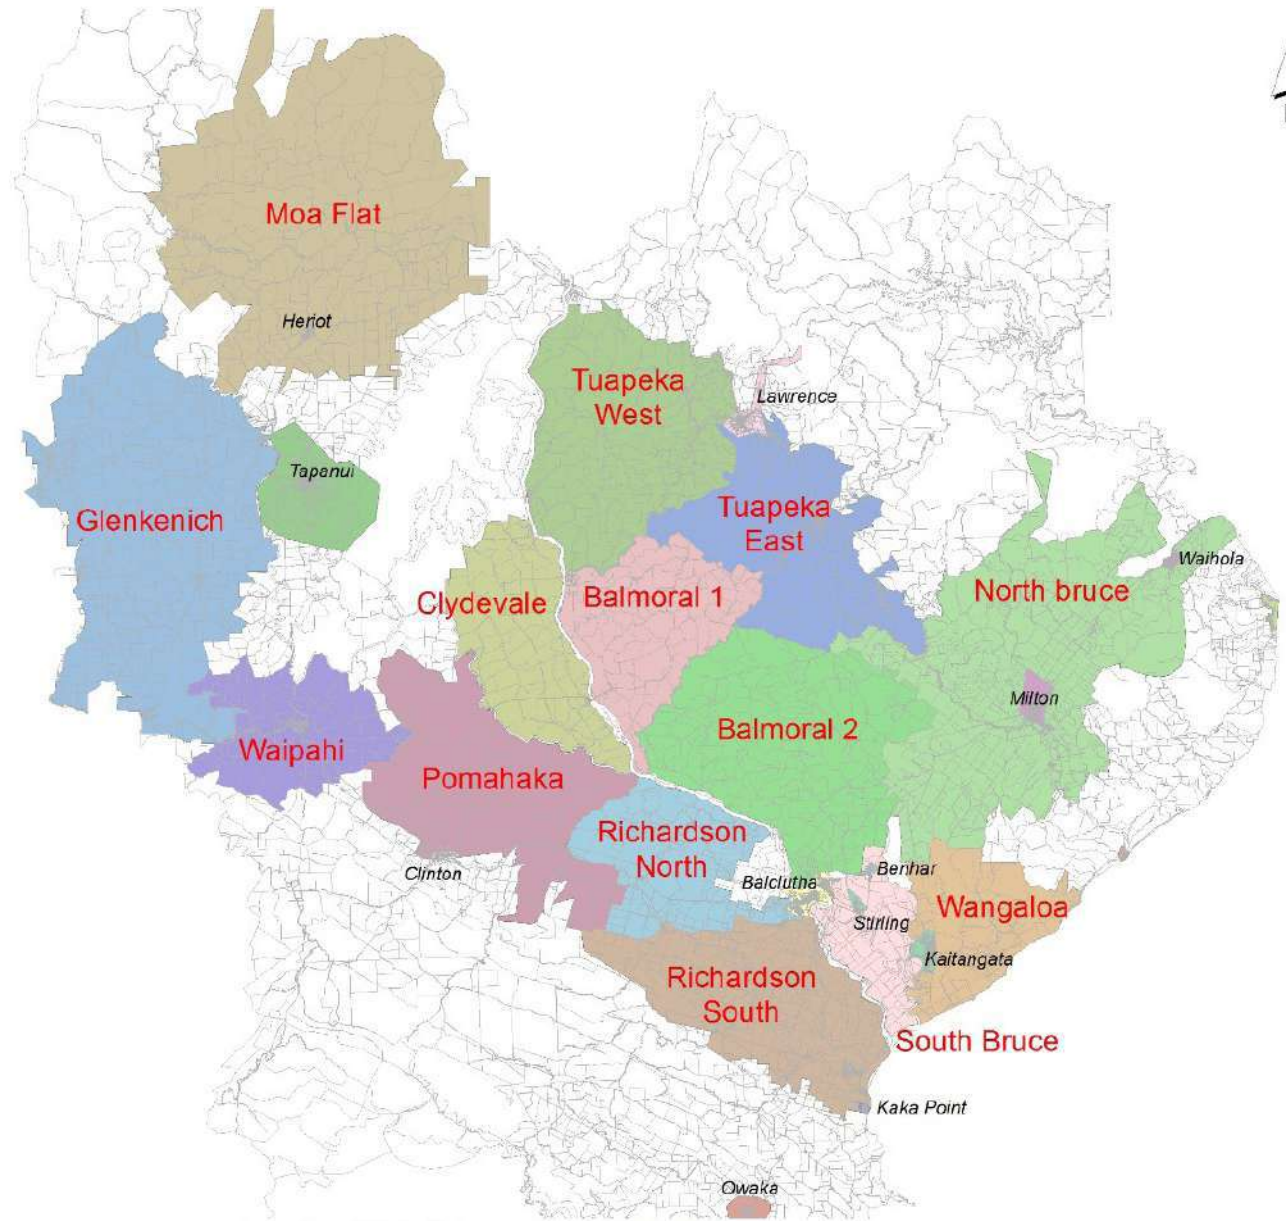 Moa Flat
Heriot
Tuapeka
West
Lawrence
Tapanui
Glenkenich
Tuapeka
East
Waihola
Clydevale
Balmoral 1
North bruce
Milton
Balmoral 2
Waipahi
Pomahaka
Richardson
North
Clinton
Balclutha
Benhar
Wangaloa
Stirling
Kaitangata
Richardson
South
South Bruce
Kaka Point
Owaka